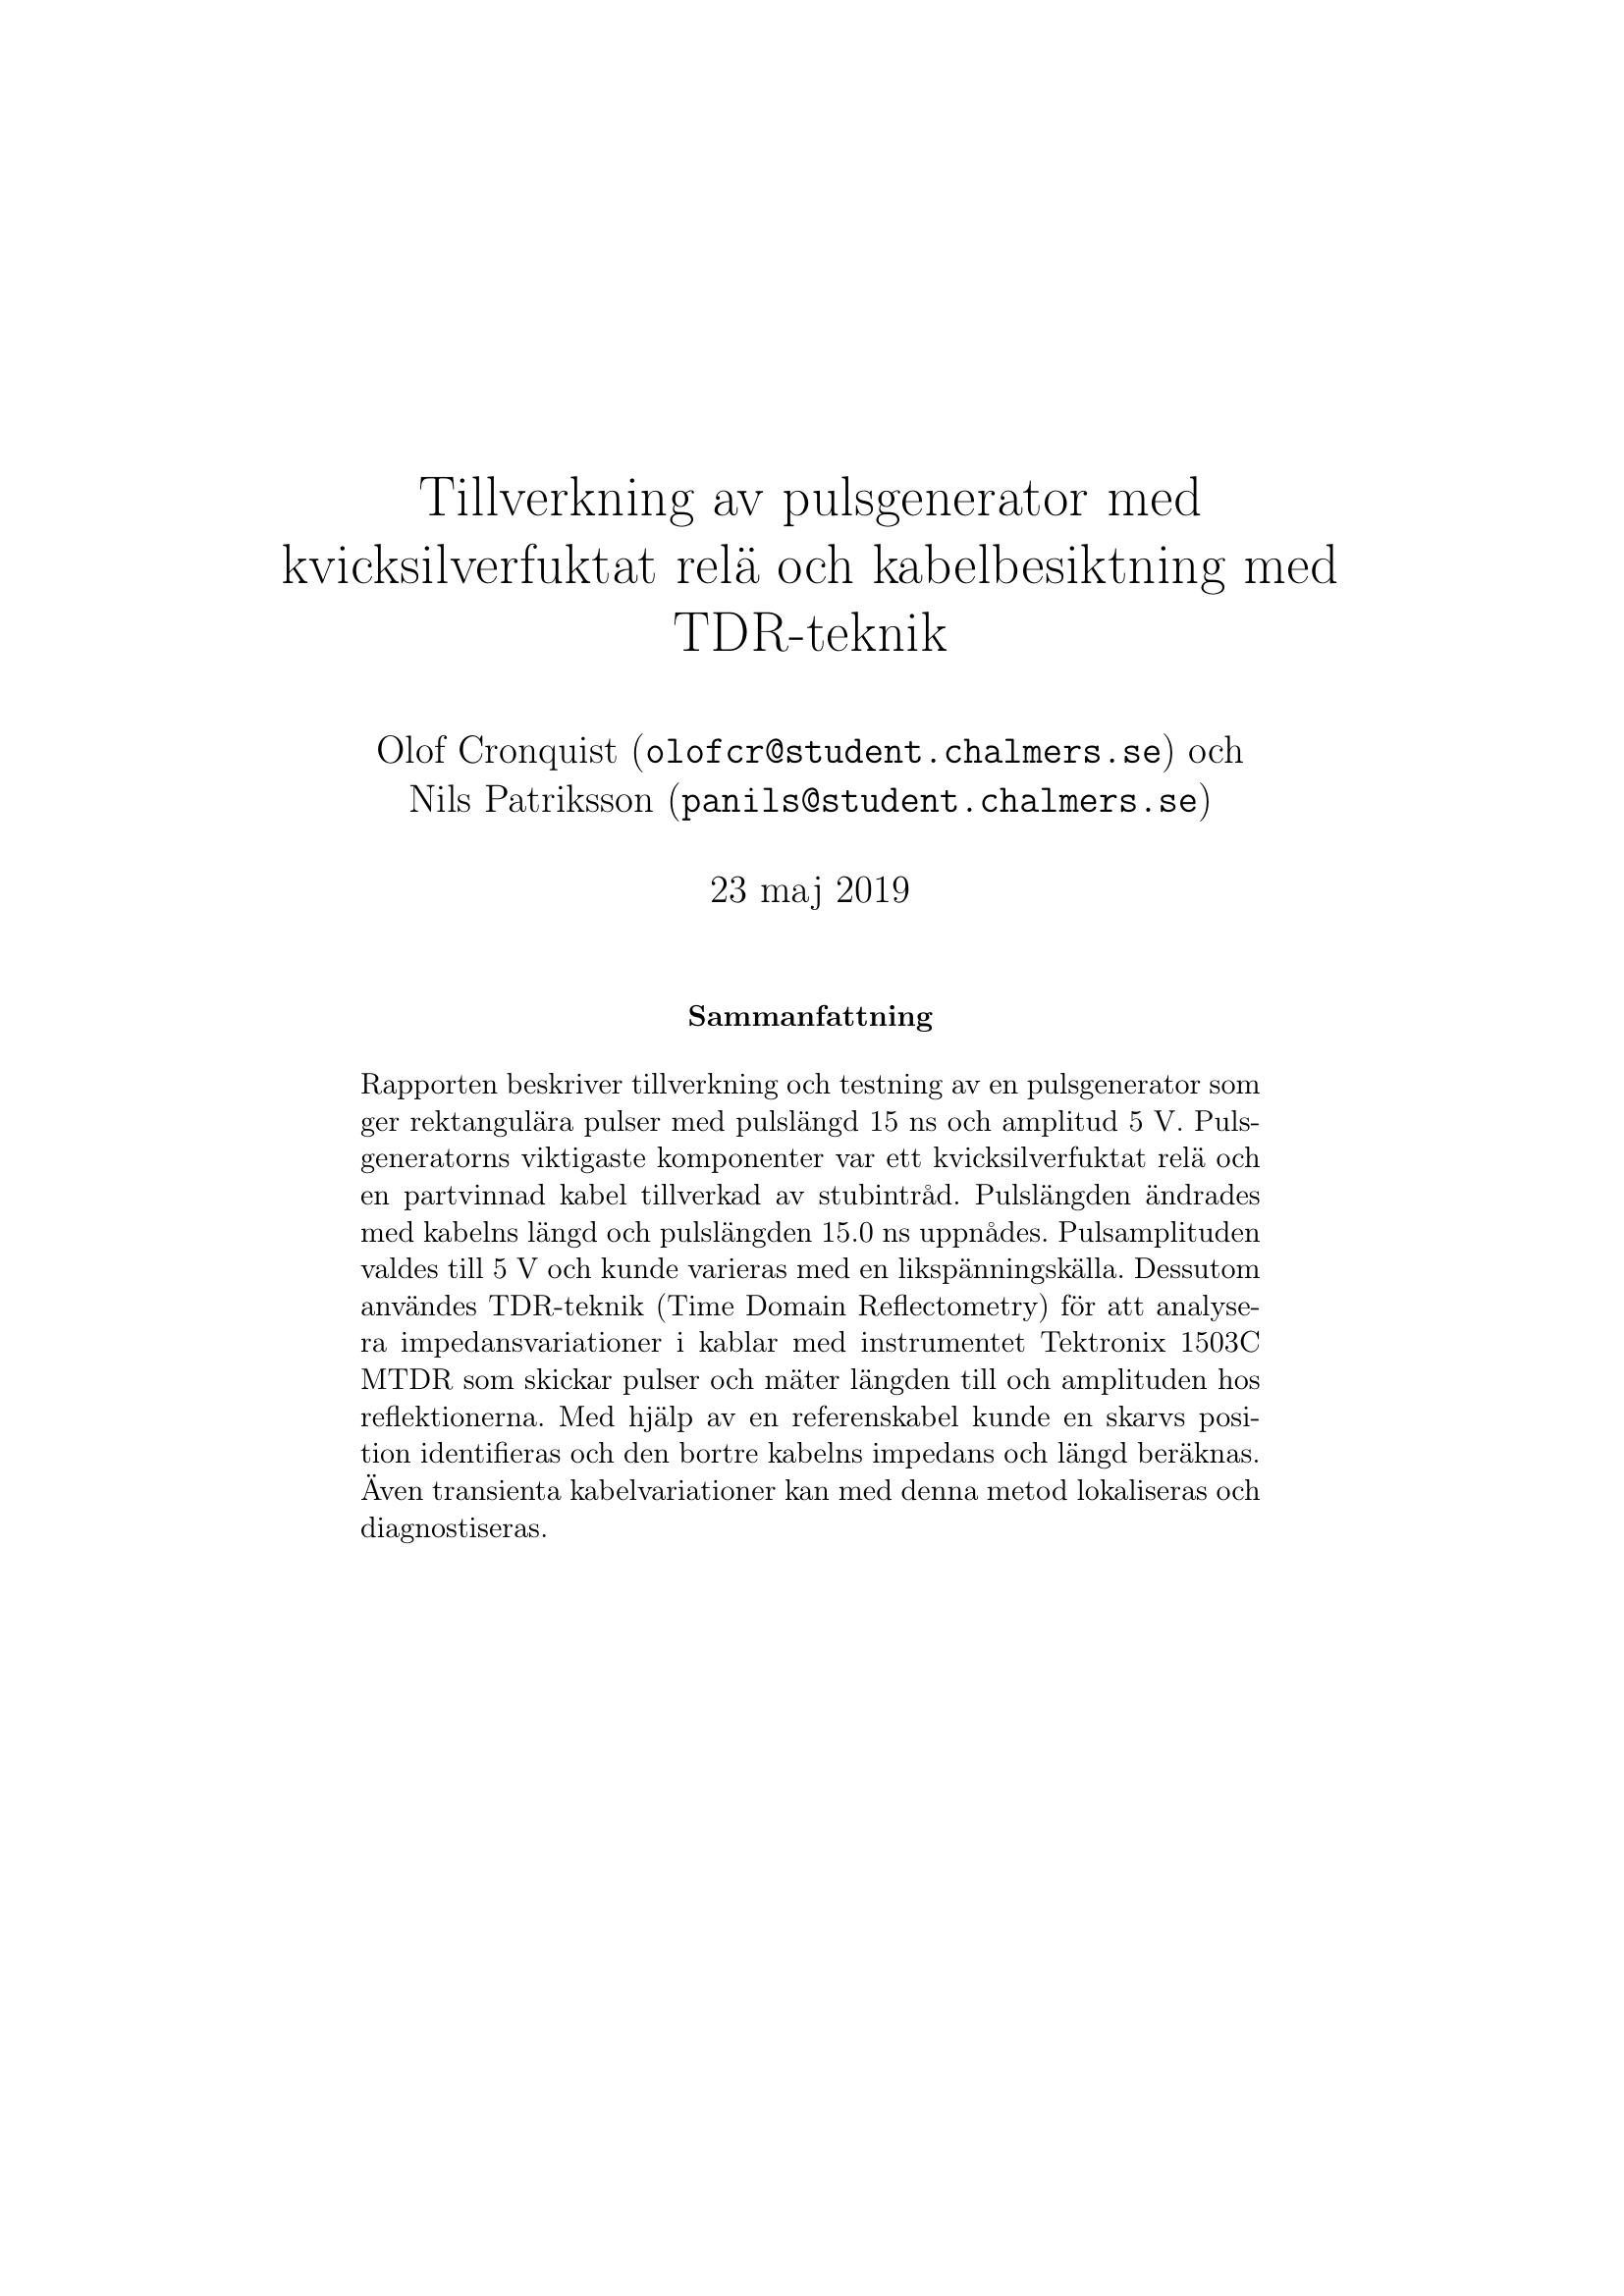 Tillverkning av pulsgenerator med
kvicksilverfuktat relä och kabelbesiktning med
TDR-teknik
Olof Cronquist (olofcr@student.chalmers.se) och
Nils Patriksson (panils@student.chalmers.se)
23 maj 2019
Sammanfattning
Rapporten beskriver tillverkning och testning av en pulsgenerator som
ger rektangulära pulser med pulslängd 15 ns och amplitud 5 V. Puls-
generatorns viktigaste komponenter var ett kvicksilverfuktat relä och
en partvinnad kabel tillverkad av stubintråd. Pulslängden ändrades
med kabelns längd och pulslängden 15.0 ns uppnådes. Pulsamplituden
valdes till 5 V och kunde varieras med en likspänningskälla. Dessutom
användes TDR-teknik (Time Domain Reflectometry) för att analyse-
ra impedansvariationer i kablar med instrumentet Tektronix 1503C
MTDR som skickar pulser och mäter längden till och amplituden hos
reflektionerna. Med hjälp av en referenskabel kunde en skarvs posi-
tion identifieras och den bortre kabelns impedans och längd beräknas.
Även transienta kabelvariationer kan med denna metod lokaliseras och
diagnostiseras.